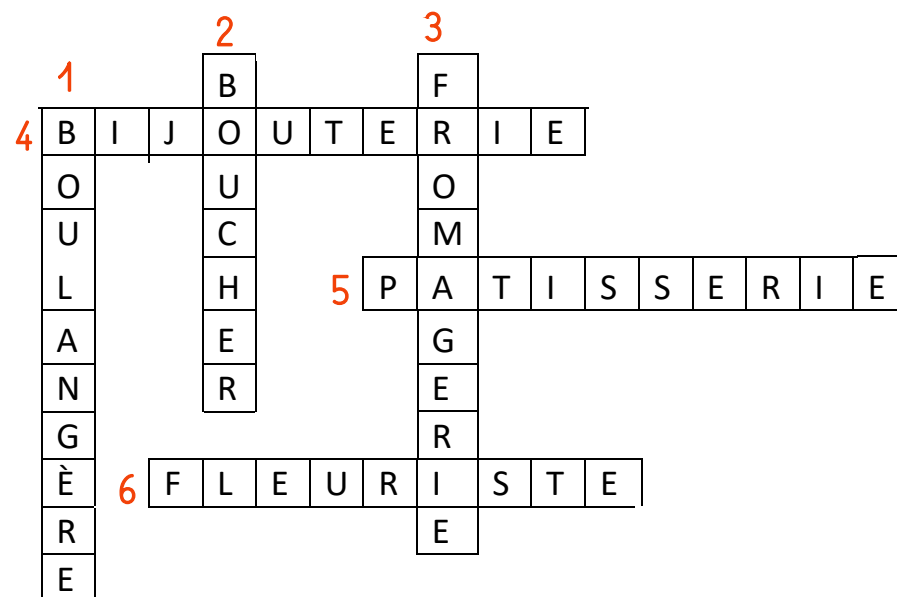 2 3
1 B F
4 B I J O U T E R I E
O U O
U C M
L H 5 P A T I S S E R I E
A E G
N R E
G R
È 6 F L E U R I S T E
R E
E